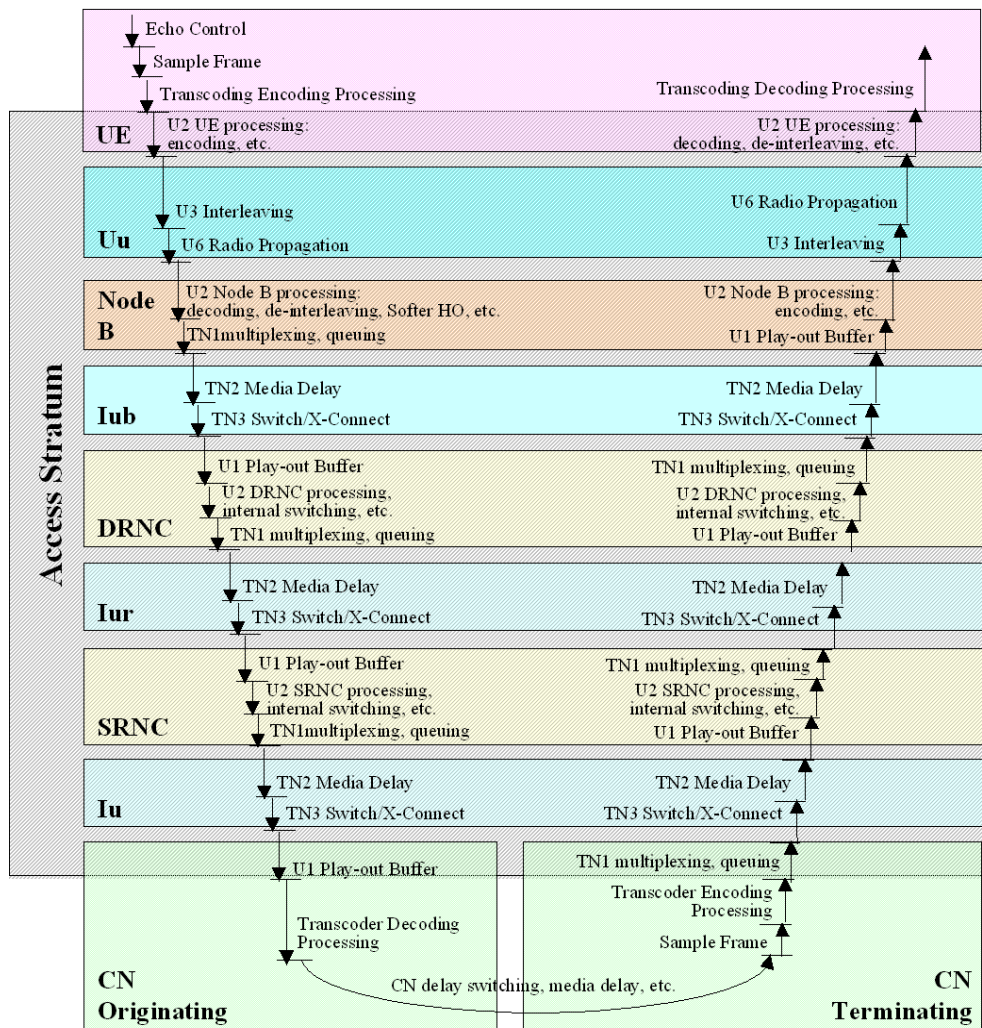 Echo Control
Sample Frame
Transcoding Encoding Processing
Transcoding Decoding Processing
UE
U2 UE processing:
encoding, etc.
U2 UE processing:
decoding, de-interleaving, etc.
U3 Interleaving
U6 Radio Propagation
Uu
U6 Radio Propagation
U3 Interleaving
Node
B
U2 Node B processing:
decoding, de-interleaving, Softer HO, etc.
TN1multiplexing, queuing
U2 Node B processing:
encoding, etc.
U1 Play-out Buffer
Access Stratum
TN2 Media Delay
Iub
TN3 Switch/X-Connect
TN2 Media Delay
TN3 Switch/X-Connect
U1 Play-out Buffer
U2 DRNC processing,
internal switching, etc.
DRNC
TN1 multiplexing, queuing
TN1 multiplexing, queuing
U2 DRNC processing,
internal switching, etc.
U1 Play-out Buffer
TN2 Media Delay
Iur
TN3 Switch/X-Connect
TN2 Media Delay
TN3 Switch/X-Connect
U1 Play-out Buffer
U2 SRNC processing,
internal switching, etc.
SRNC
TN1multiplexing, queuing
TN1 multiplexing, queuing
U2 SRNC processing,
internal switching, etc.
U1 Play-out Buffer
TN2 Media Delay
Iu
TN3 Switch/X-Connect
TN2 Media Delay
TN3 Switch/X-Connect
U1 Play-out Buffer
Transcoder Decoding
Processing
TN1 multiplexing, queuing
Transcoder Encoding
Processing
Sample Frame
CN delay switching, media delay, etc.
CN
Originating
CN
Terminating